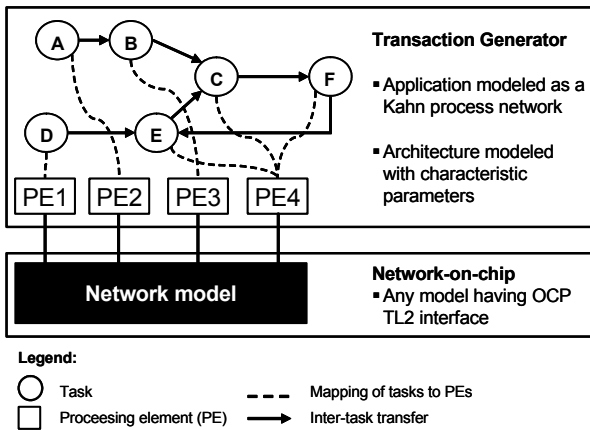 A
B
C
F
D
E
PE1
PE2
PE3
PE4
Transaction Generator
▪ Application modeled as a
Kahn process network
▪ Architecture modeled
with characteristic
parameters
Network model
Network-on-chip
▪ Any model having OCP
TL2 interface
Legend:
Task
Mapping of tasks to PEs
Proceesing element (PE)
Inter-task transfer